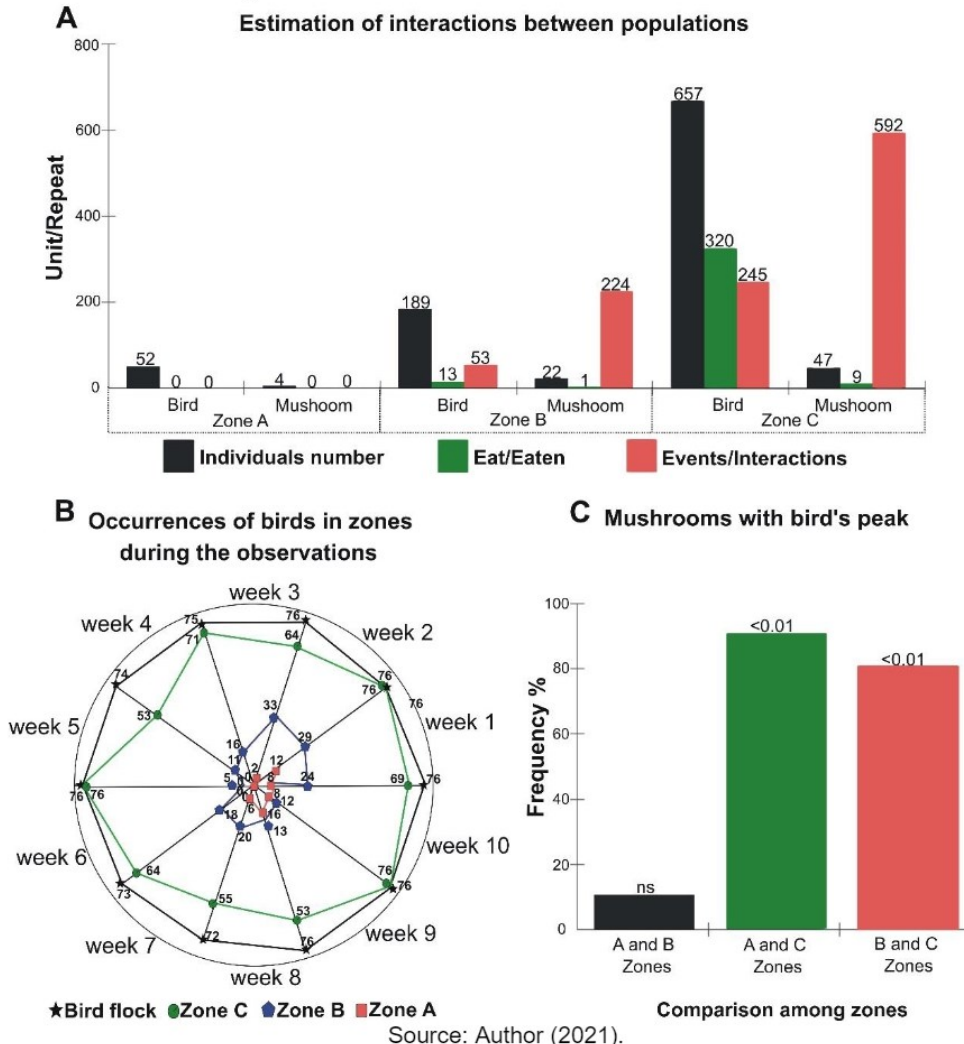 A
Estimation of interactions between populations
Unit/Repeat
800
600
400
200
0
52
0
0
4
0
0
189
13
53
22
1
224
657
320
245
47
9
592
Bird
Mushoom
Bird
Mushoom
Bird
Mushoom
Zone A
Zone B
Zone C
Individuals number
Eat/Eaten
Events/Interactions
B
Occurrences of birds in zones
during the observations
week 3
week 4
week 2
week 5
week 1
week 6
week 10
week 7
week 9
week 8
75
76
71
64
74
76
76
76
53
33
29
16
11
12
2
5
8
24
69
76
76
76
8
12
18
6
16
20
13
64
73
76
76
55
53
72
76
Bird flock
Zone C
Zone B
Zone A
C
Mushrooms with bird's peak
Frequency %
100
80
60
40
20
0
ns
<0.01
<0.01
A and B
Zones
A and C
Zones
B and C
Zones
Comparison among zones
Source: Author (2021).